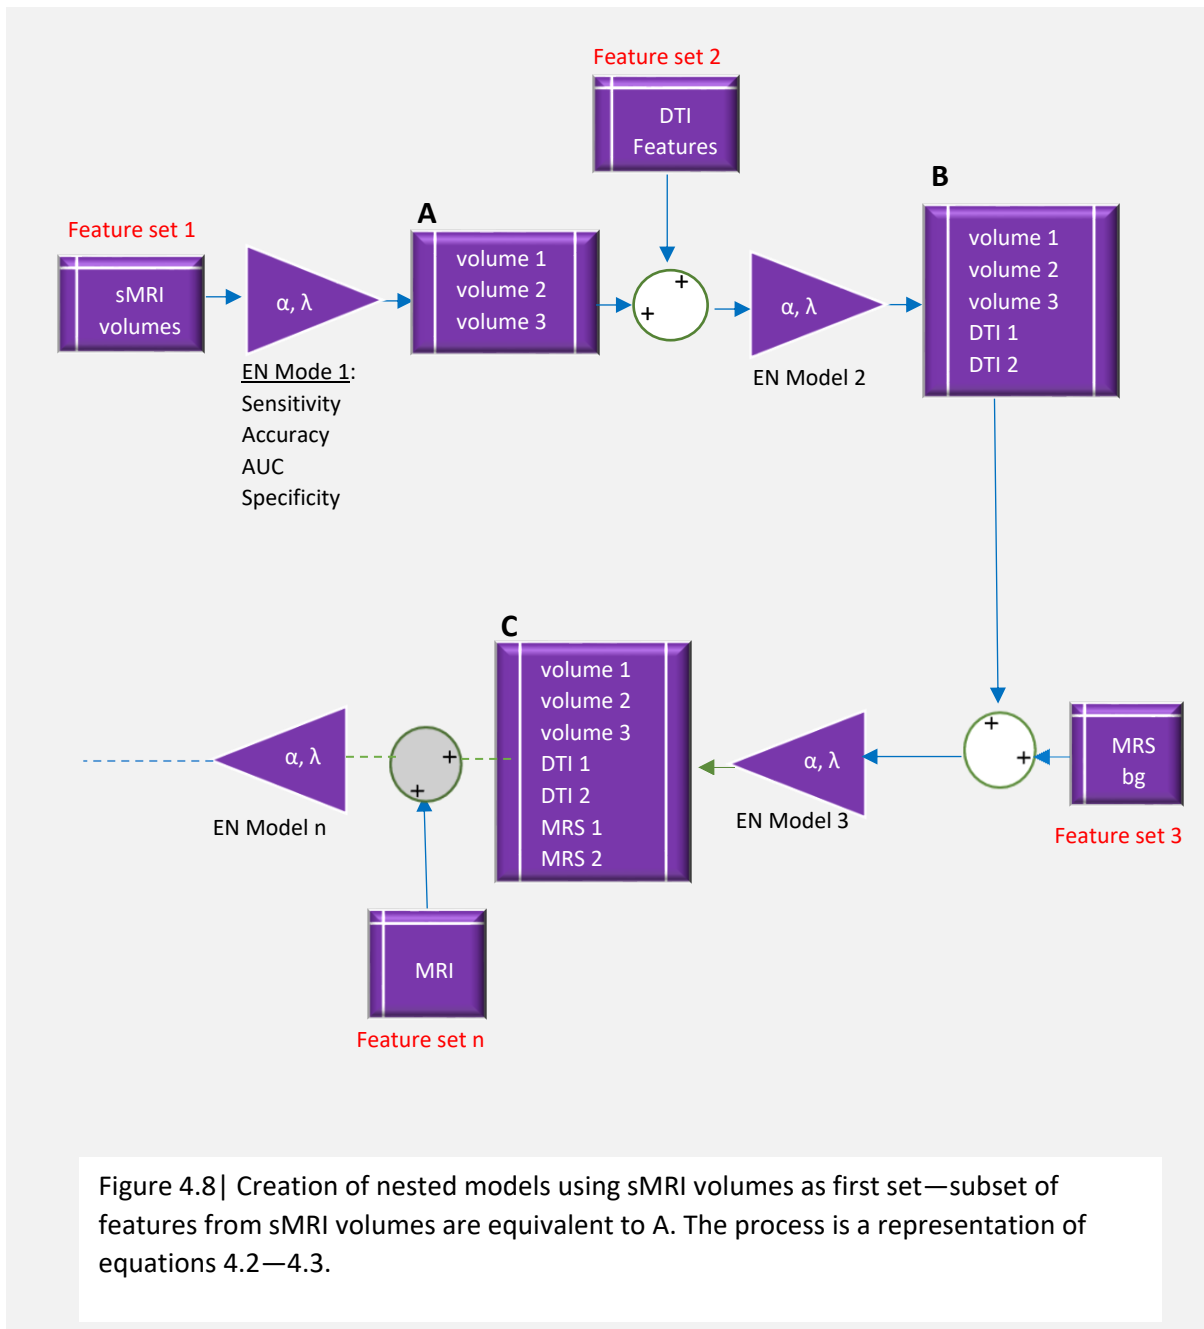 Feature set 2
DTI
Features
B
A
Feature set 1
sMRI
volumes
α, λ
volume 1
volume 2
volume 3
+
+
α, λ
volume 1
volume 2
volume 3
DTI 1
DTI 2
EN Mode 1:
Sensitivity
Accuracy
AUC
Specificity
EN Model 2
C
volume 1
volume 2
volume 3
DTI 1
DTI 2
MRS 1
MRS 2
+
+
MRS
bg
Feature set 3
α, λ
EN Model 3
+
+
α, λ
EN Model n
MRI
Feature set n
Figure 4.8| Creation of nested models using sMRI volumes as first set—subset of
features from sMRI volumes are equivalent to A. The process is a representation of
equations 4.2—4.3.